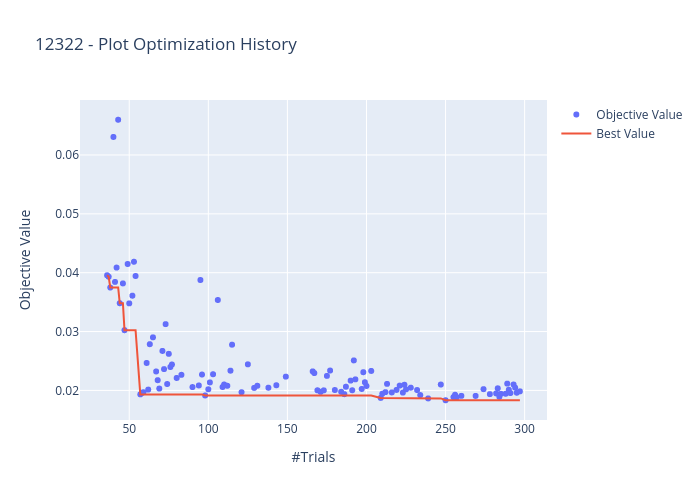 12322 - Plot Optimization History
Objective Value
Best Value
0.06
0.05
0.04
0.03
0.02
Objective Value
50 100 150 200 250 300
#Trials